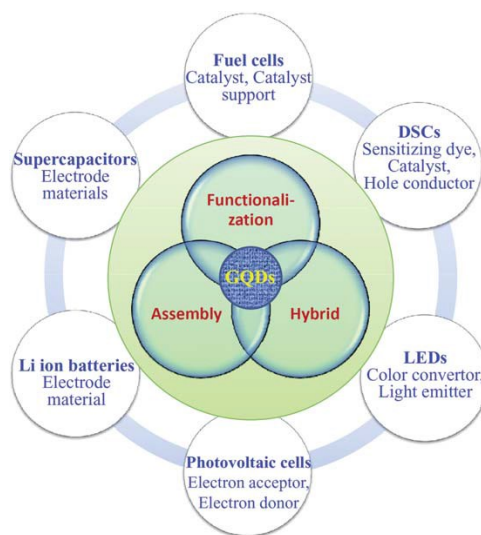 Fuel cells
Catalyst, Catalyst
support
DSCs
Sensitizing dye,
Catalyst,
Hole conductor
LEDs
Color convertor,
Light emitter
Photovoltaic cells
Electron acceptor,
Electron donor
Li ion batteries
Electrode
material
Supercapacitors
Electrode
materials
Functionali-
zation
GQDs
Assembly
Hybrid